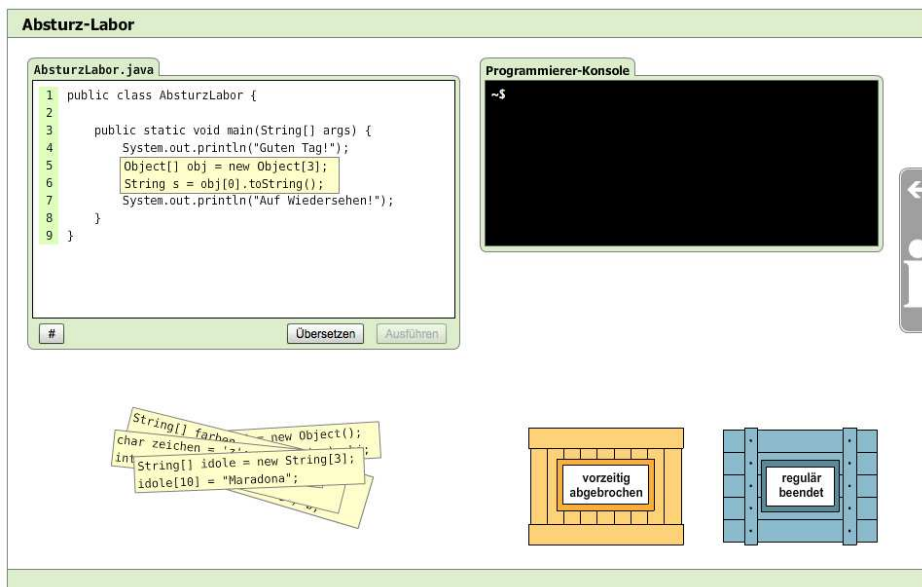 Absturz-Labor
AbsturzLabor.java
1 public class AbsturzLabor {
2
3 public static void main(String[] args) {
4 System.out.println("Guten Tag!");
5 Object[] obj = new Object[3];
6 String s = obj[0].toString();
7 System.out.println("Auf Wiedersehen!");
8 }
9 }
# Übersetzen Ausführen
Programmierer-Konsole
~$
String[] farben
= new Object();
char zeichen =
int
String[] idole = new String[3];
idole[10] = "Maradona";
vorzeitig
abgebrochen
regulär
beendet